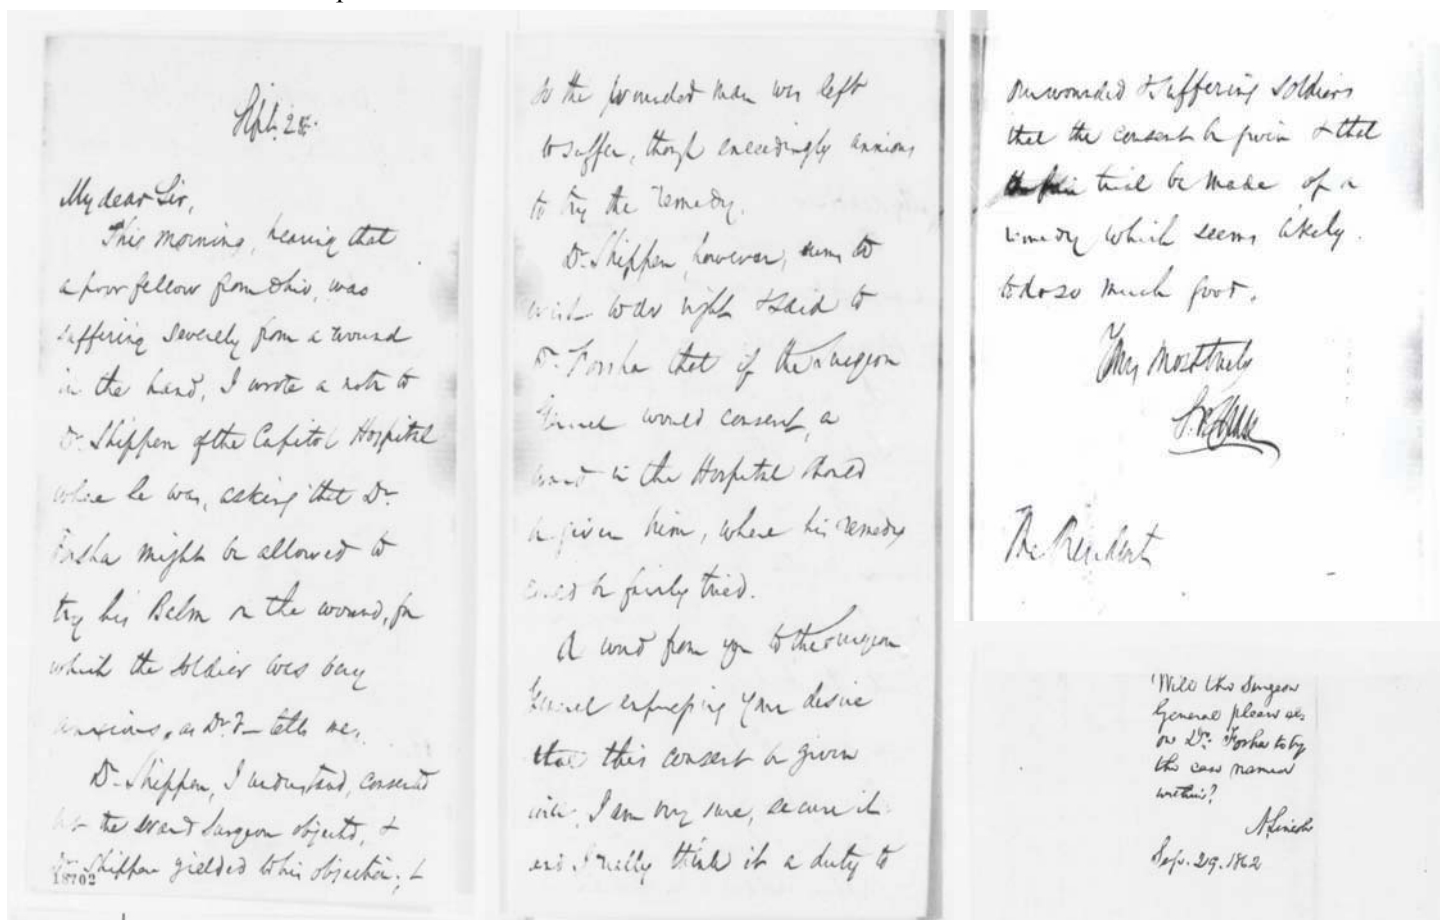 Sept. 28.
My dear Sir,
This morning, hearing that
a poor fellow from Ohio, was
suffering severely from a wound
in the hand, I wrote a note to
Dr. Shippen of the Capitol Hospital
where he was, asking that Dr.
Forsha might be allowed to
try his Balm on the wound, for
which the soldier was very
anxious, as Dr. F— tells me.
Dr. Shippen, I understand, consented
but the Ward Surgeon objected, &
Dr. Shippen yielded to his objection; &
18702
so the wounded man was left
to suffer, though exceedingly anxious
to try the remedy.
Dr. Shippen, however, seems to
wish to do right & said to
Dr. Forsha that if the Surgeon
General would consent, a
ward in the Hospital should
be given him, where his remedy
could be fairly tried.
A word from you to the Surgeon
General expressing your desire
that this consent be given
will, I am very sure, secure it.
and I really think it a duty to
our wounded & suffering soldiers
that the consent be given & that
trial be made of a
remedy which seems likely
to do so much good.
Yours most truly
S.P. Chase
The President
Will the Surgeon
General please
on Dr. Forsha to try
the case named
within?
A. Lincoln
Sep. 29. 1862